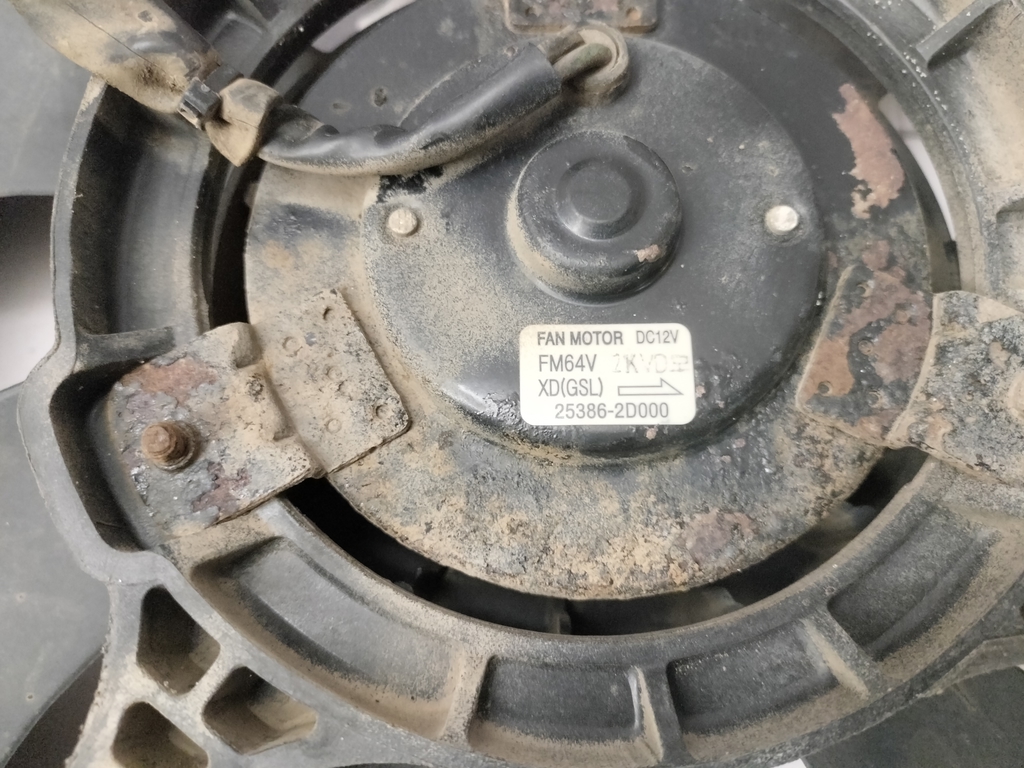 FAN MOTOR DC12V
FM64V
XD(GSL)
25386-2D000